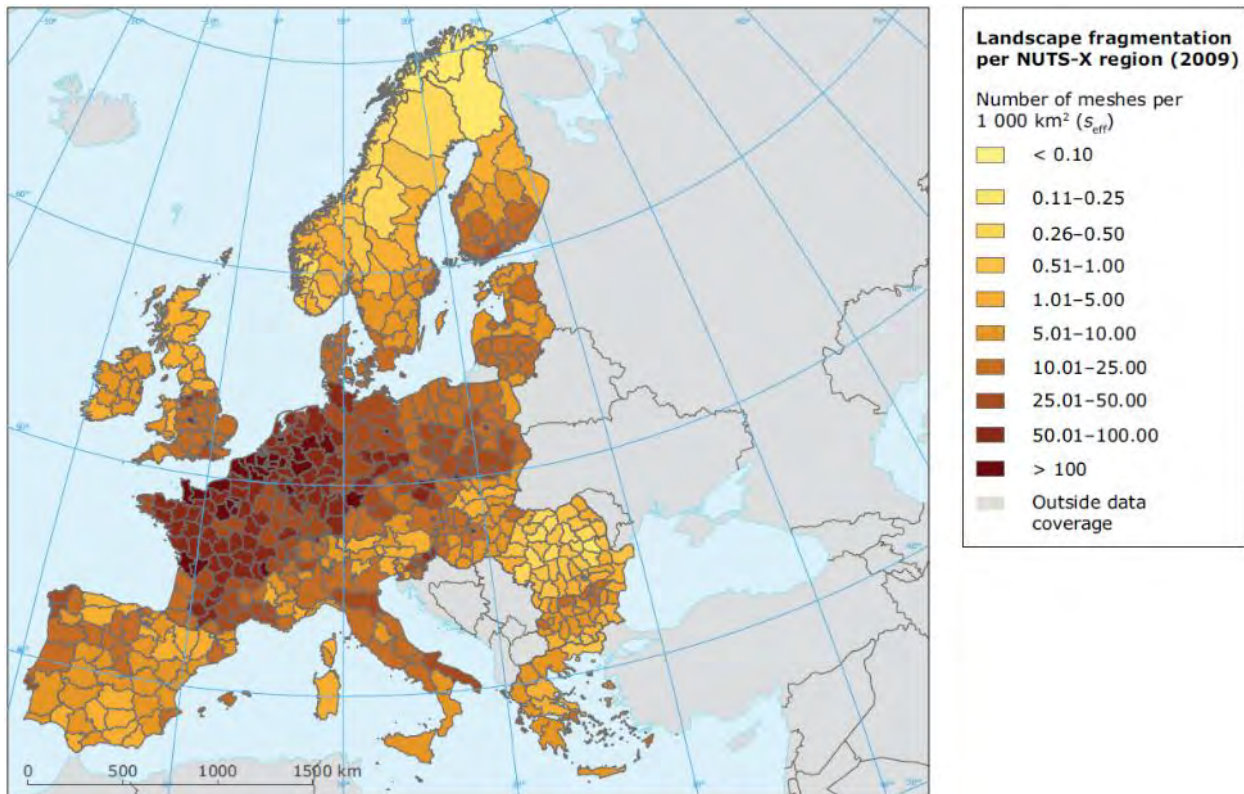 Landscape fragmentation
per NUTS-X region (2009)
Number of meshes per
1 000 km² (s_eff)
< 0.10
0.11–0.25
0.26–0.50
0.51–1.00
1.01–5.00
5.01–10.00
10.01–25.00
25.01–50.00
50.01–100.00
> 100
Outside data
coverage
0 500 1000 1500 km